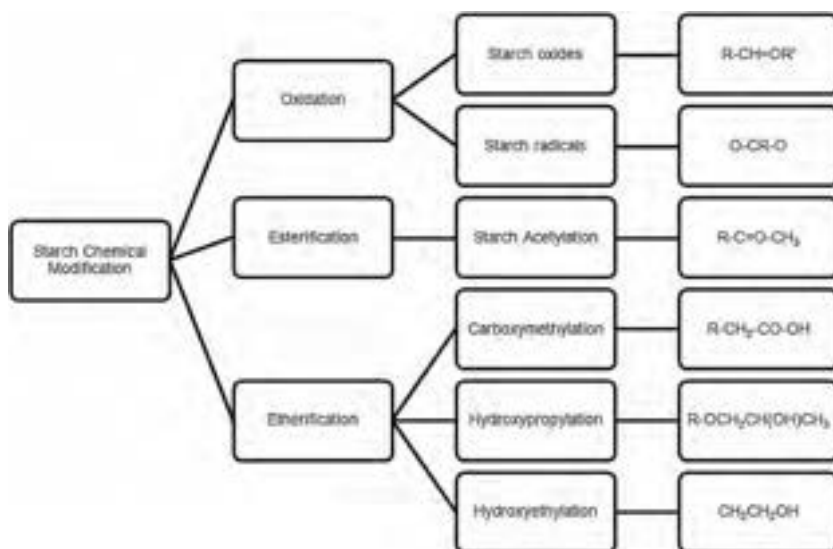 Starch oxides
R-CH=OR'
Oxidation
Starch radicals
O-CR-O
Starch Chemical
Modification
Esterification
Starch Acetylation
R-C=O-CH₃
Carboxymethylation
R-CH₂-CO-OH
Etherification
Hydroxypropylation
R-OCH₂CH(OH)CH₃
Hydroxyethylation
CH₂CH₂OH